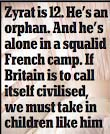 Zyrat is 12. He's an
orphan. And he's
alone in a squalid
French camp. If
Britain is to call
itself civilised,
we must take in
children like him